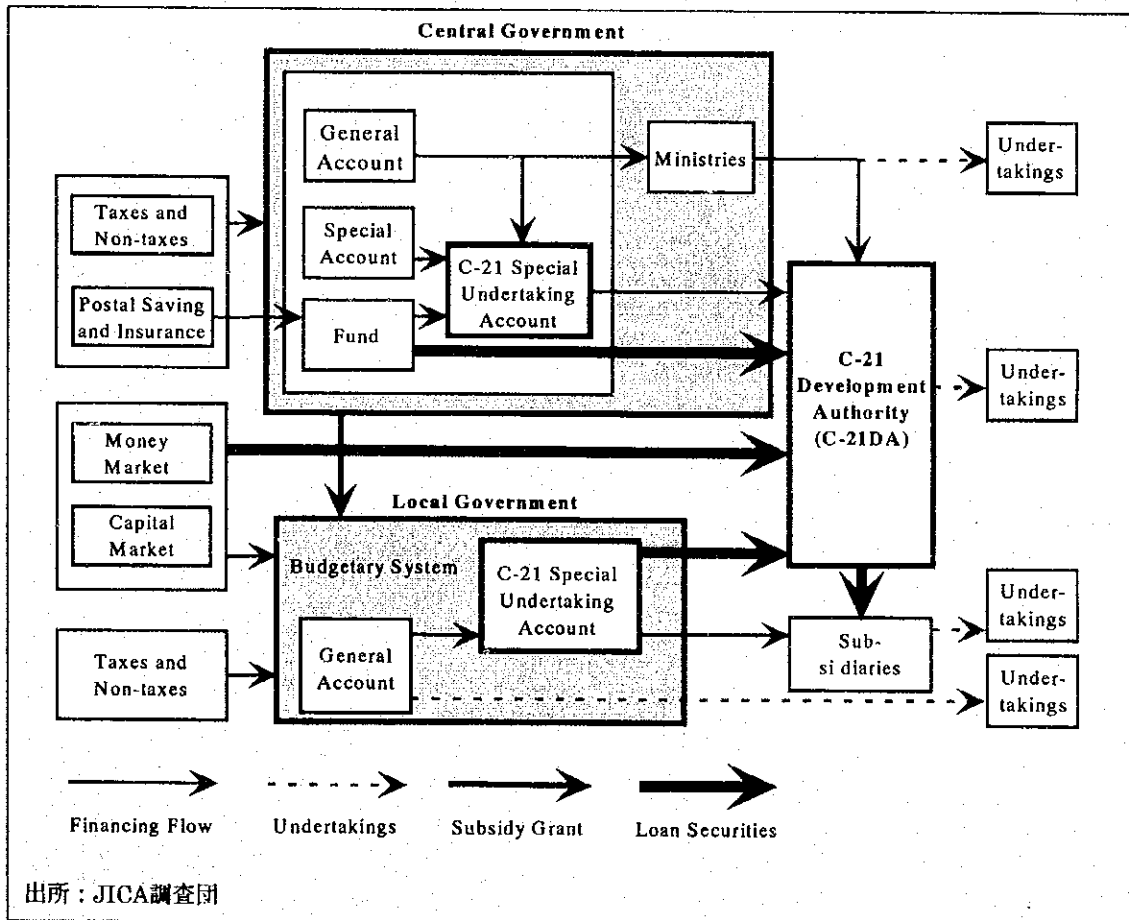 Central Government
General
Account
Ministries
Under-
takings
Taxes and
Non-taxes
Special
Account
C-21 Special
Undertaking
Account
Postal Saving
and Insurance
Fund
C-21
Development
Authority
(C-21DA)
Under-
takings
Money
Market
Capital
Market
Local Government
Budgetary System
C-21 Special
Undertaking
Account
Under-
takings
Taxes and
Non-taxes
General
Account
Sub-
si diaries
Under-
takings
Financing Flow
Undertakings
Subsidy Grant
Loan Securities
出所：JICA調査団